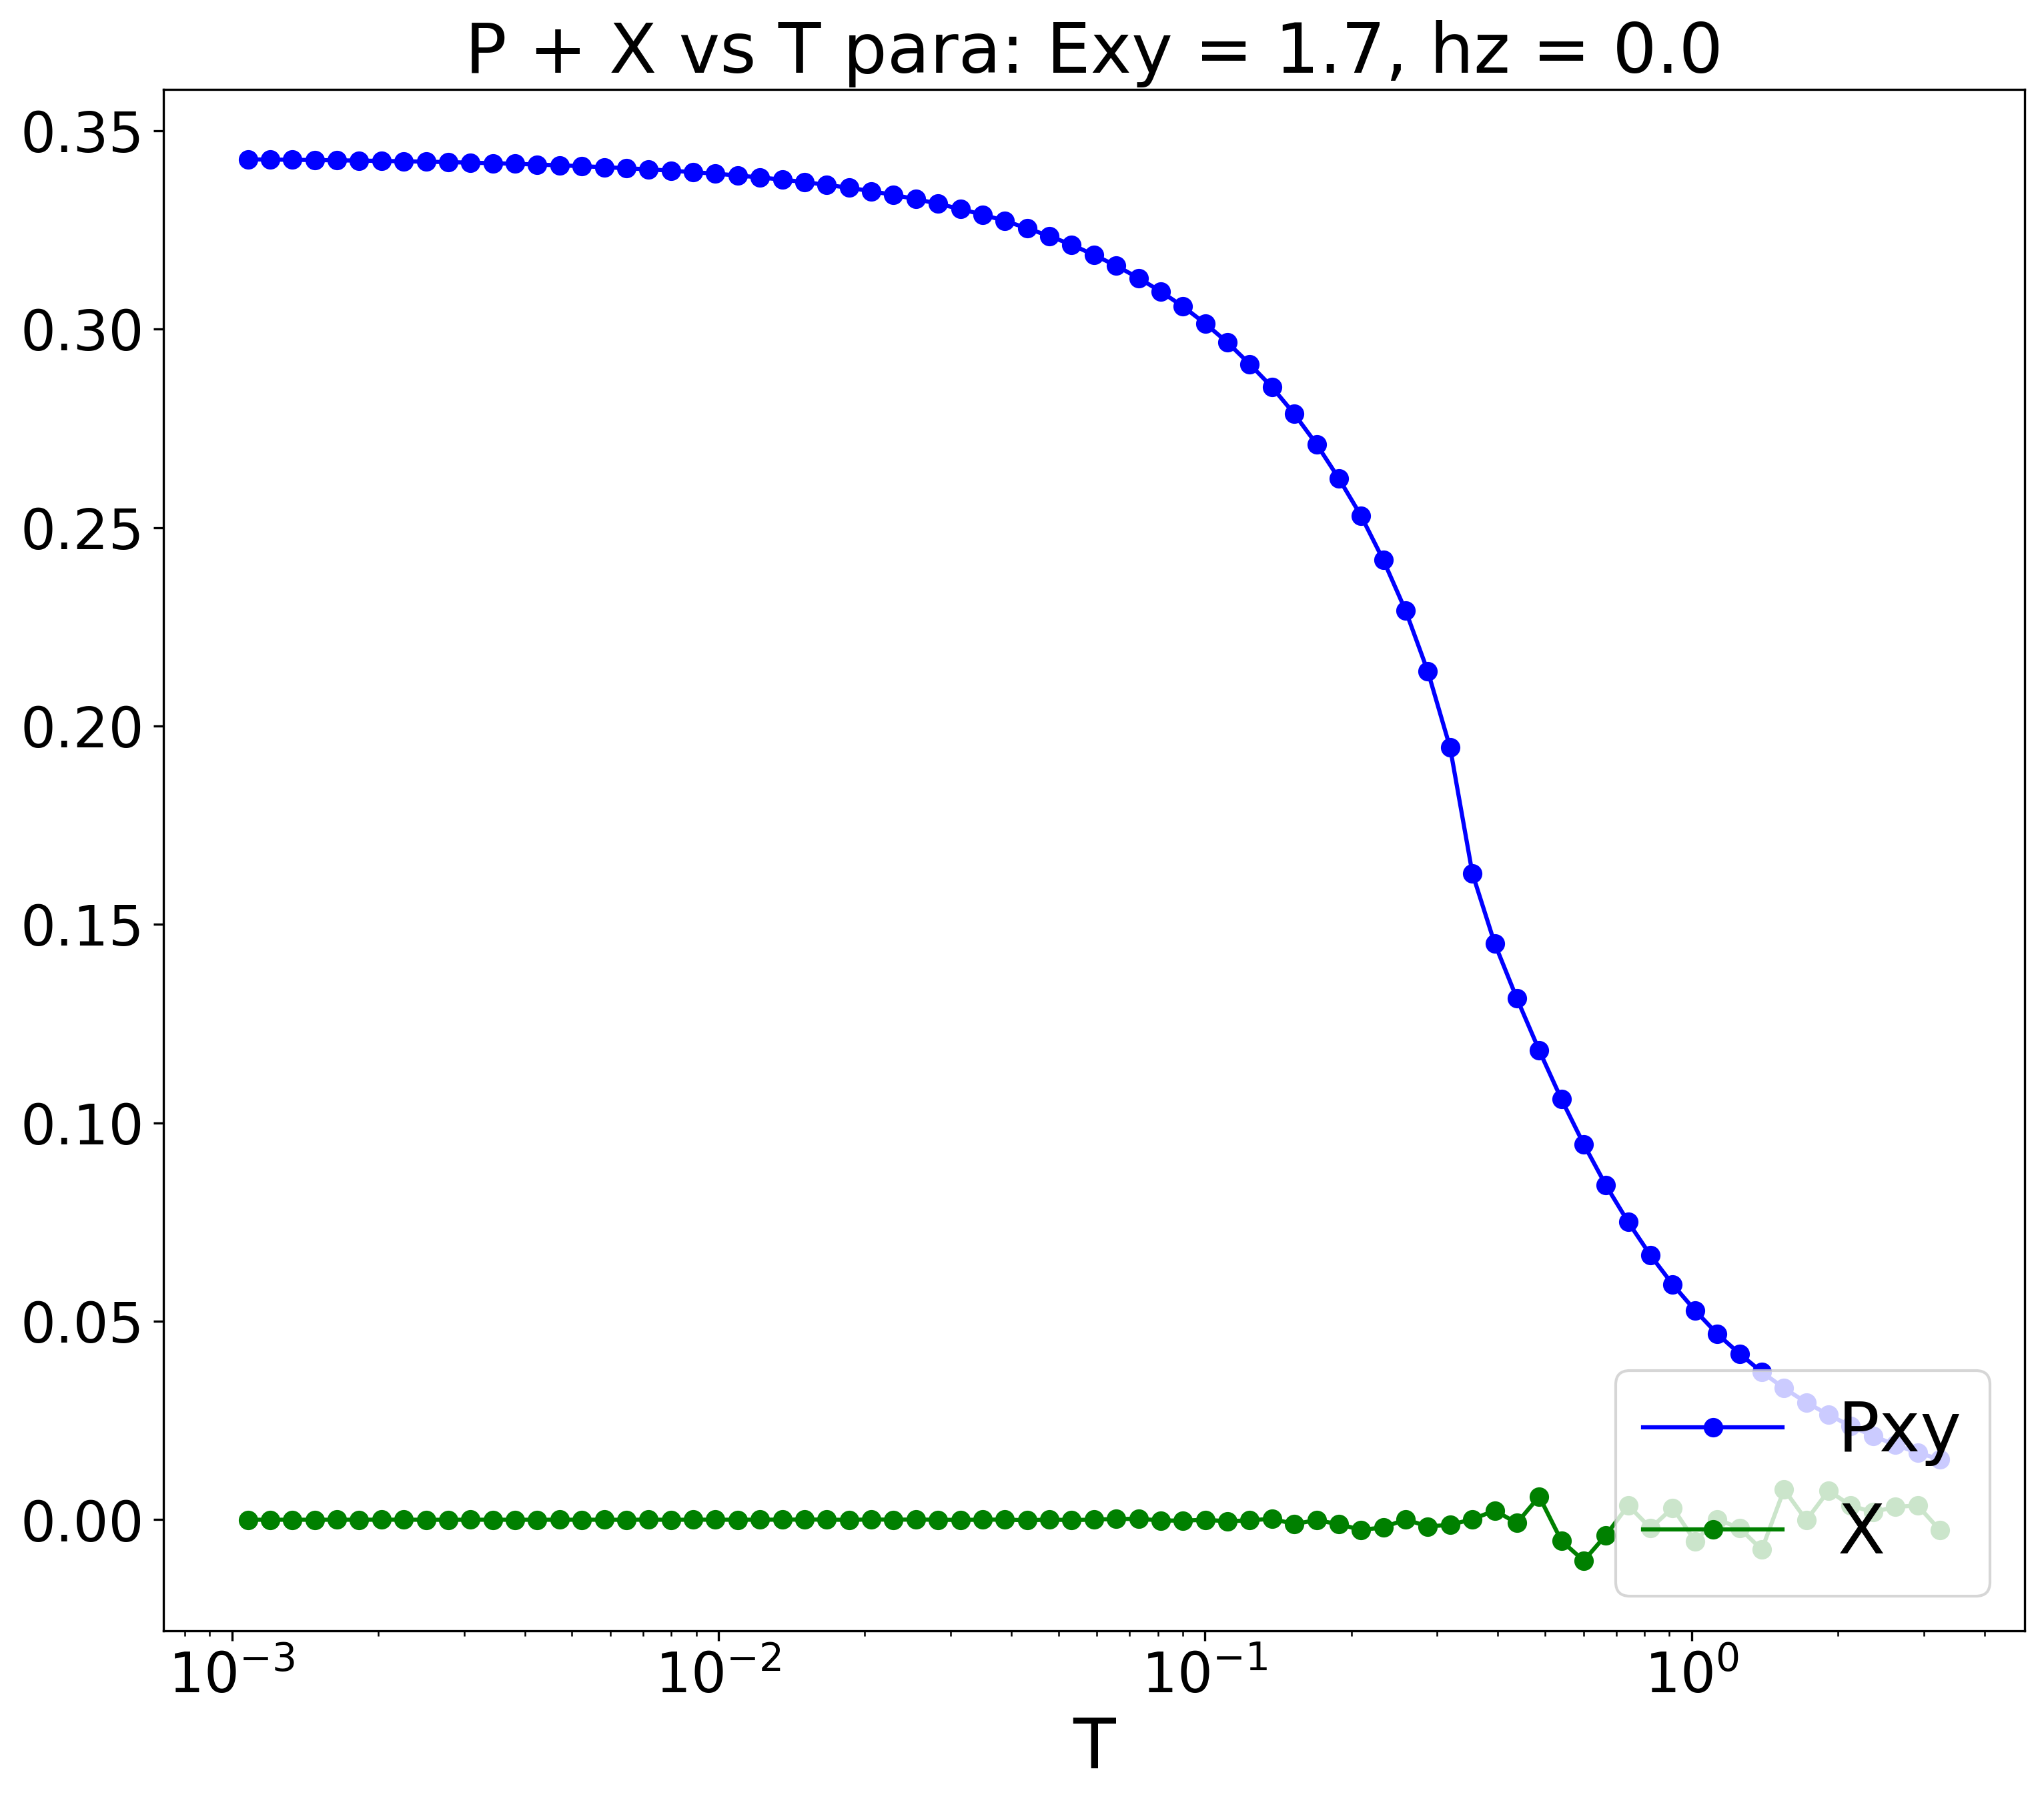 P + X vs T para: Exy = 1.7, hz = 0.0
0.35
0.30
0.25
0.20
0.15
0.10
0.05
0.00
Pxy
X
10⁻³ 10⁻² 10⁻¹ 10⁰
T